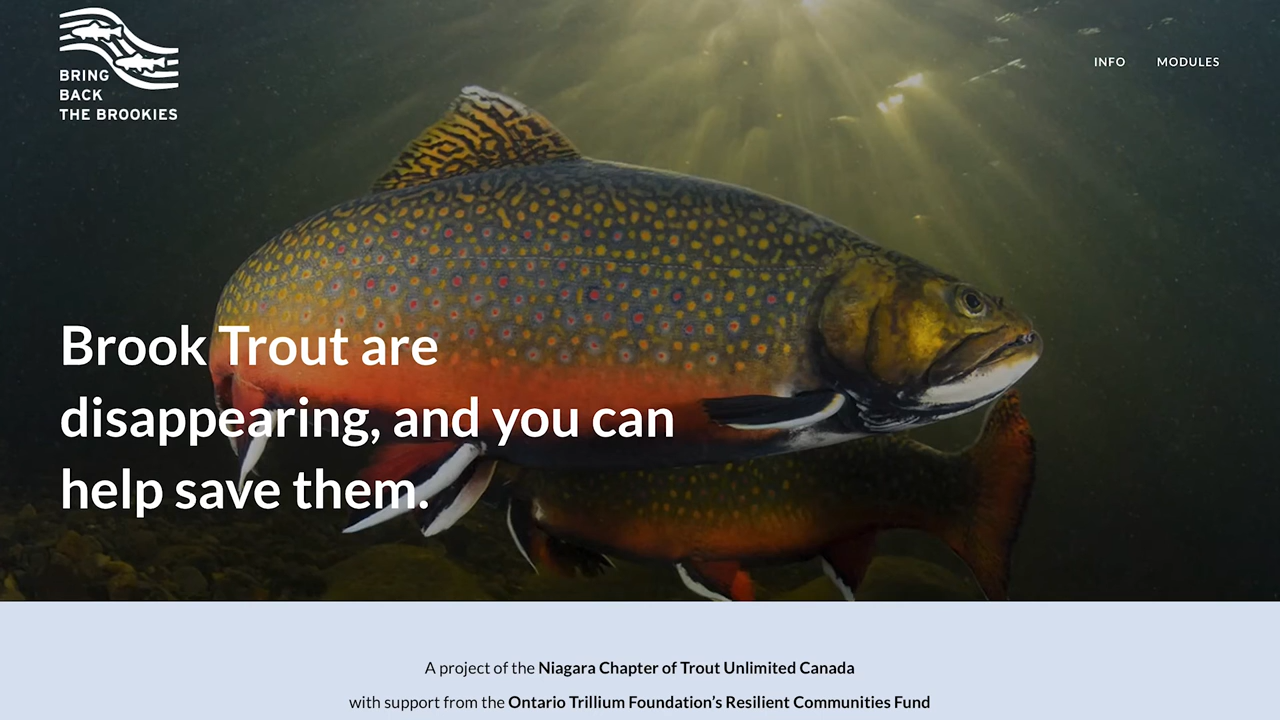 BRING
BACK
THE BROOKIES
INFO
MODULES
Brook Trout are
disappearing, and you can
help save them.
A project of the Niagara Chapter of Trout Unlimited Canada
with support from the Ontario Trillium Foundation’s Resilient Communities Fund